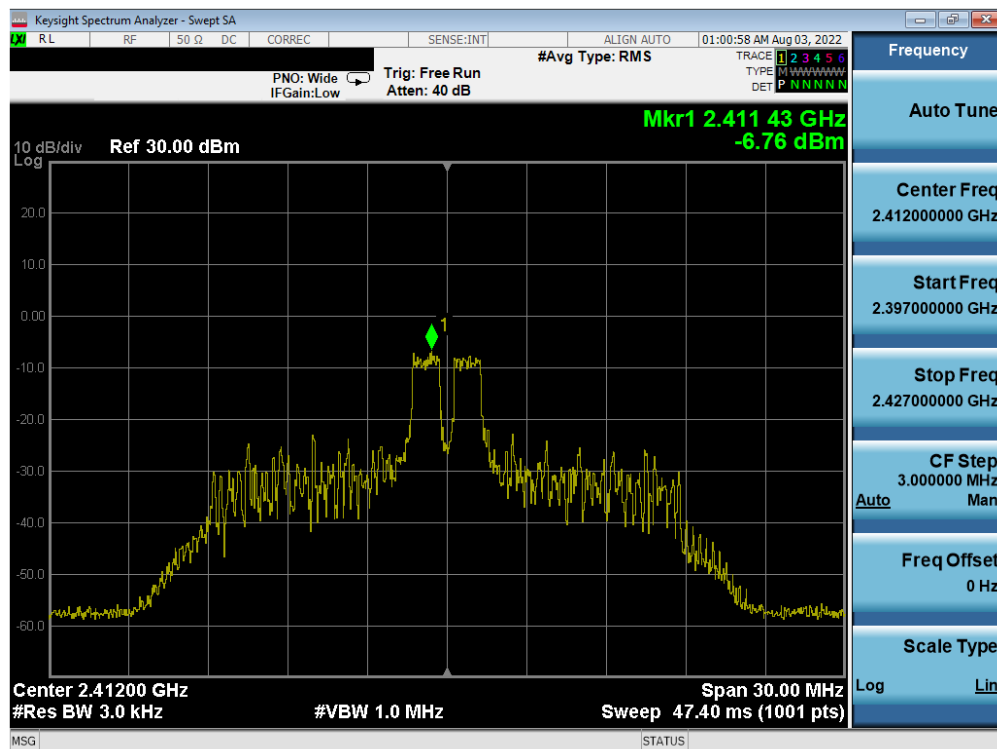 Keysight Spectrum Analyzer - Swept SA
LXI RL RF 50 Ω DC CORREC SENSE:INT ALIGN AUTO 01:00:58 AM Aug 03, 2022
#Avg Type: RMS
TRACE 1 2 3 4 5 6
TYPE M WWWWW
DET P N N N N N
PNO: Wide Trig: Free Run
IFGain:Low Atten: 40 dB
Mkr1 2.411 43 GHz
-6.76 dBm
10 dB/div Ref 30.00 dBm
Log
20.0
10.0
0.00
-10.0
-20.0
-30.0
-40.0
-50.0
-60.0
1
Center 2.41200 GHz Span 30.00 MHz
#Res BW 3.0 kHz #VBW 1.0 MHz Sweep 47.40 ms (1001 pts)
MSG STATUS
Frequency
Auto Tune
Center Freq
2.412000000 GHz
Start Freq
2.397000000 GHz
Stop Freq
2.427000000 GHz
CF Step
3.000000 MHz
Auto Man
Freq Offset
0 Hz
Scale Type
Log Lin